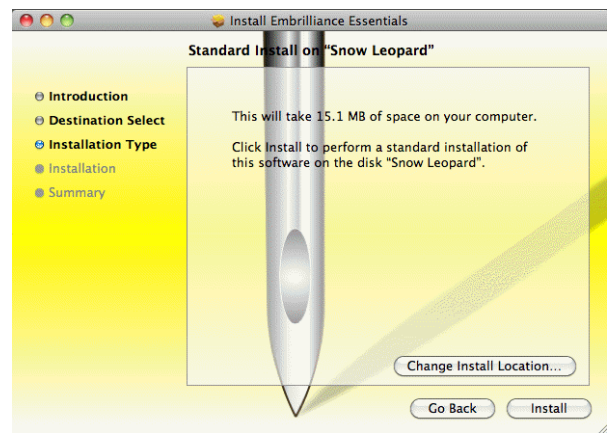 Install Embrilliance Essentials
Standard Install on “Snow Leopard”
Introduction
Destination Select
Installation Type
Installation
Summary
This will take 15.1 MB of space on your computer.
Click Install to perform a standard installation of
this software on the disk “Snow Leopard”.
Change Install Location...
Go Back
Install